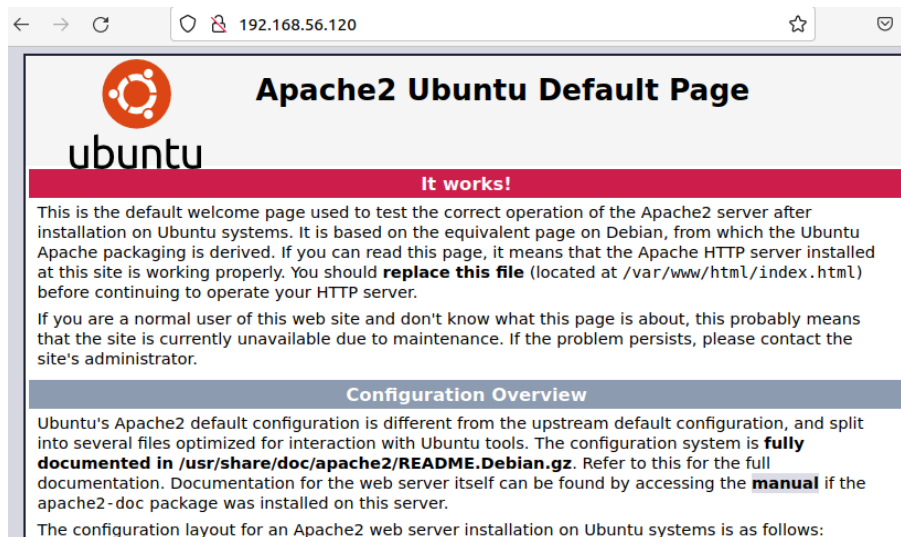 192.168.56.120
Apache2 Ubuntu Default Page
ubuntu
It works!
This is the default welcome page used to test the correct operation of the Apache2 server after
installation on Ubuntu systems. It is based on the equivalent page on Debian, from which the Ubuntu
Apache packaging is derived. If you can read this page, it means that the Apache HTTP server installed
at this site is working properly. You should replace this file (located at /var/www/html/index.html)
before continuing to operate your HTTP server.
If you are a normal user of this web site and don't know what this page is about, this probably means
that the site is currently unavailable due to maintenance. If the problem persists, please contact the
site's administrator.
Configuration Overview
Ubuntu's Apache2 default configuration is different from the upstream default configuration, and split
into several files optimized for interaction with Ubuntu tools. The configuration system is fully
documented in /usr/share/doc/apache2/README.Debian.gz. Refer to this for the full
documentation. Documentation for the web server itself can be found by accessing the manual if the
apache2-doc package was installed on this server.
The configuration layout for an Apache2 web server installation on Ubuntu systems is as follows: